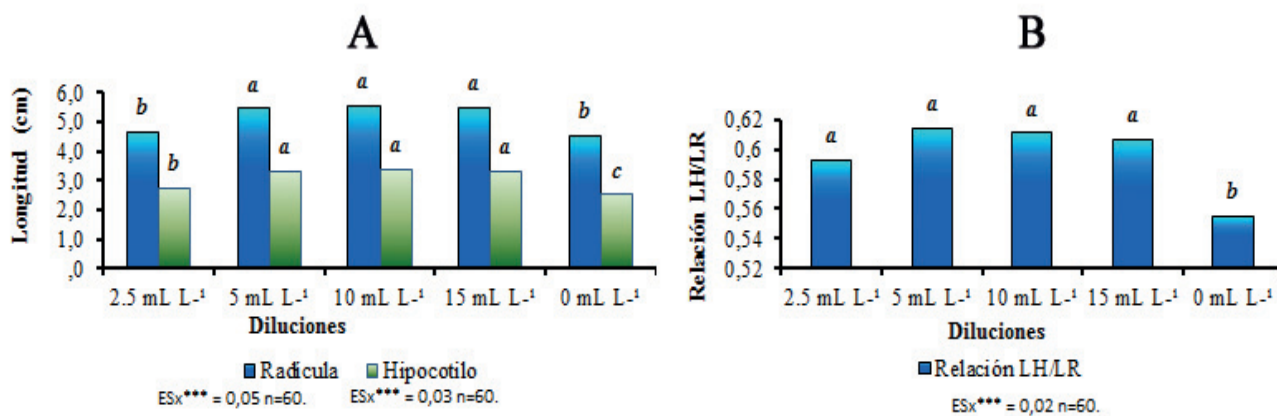 A
Longitud (cm)
6,0
5,0
4,0
3,0
2,0
1,0
,0
b
b
a
a
a
a
a
a
b
c
2.5 mL L-¹
5 mL L-¹
10 mL L-¹
15 mL L-¹
0 mL L-¹
Diluciones
Radícula
Hipocotilo
ESx*** = 0,05 n=60.
ESx*** = 0,03 n=60.
B
Relación LH/LR
0,62
0,6
0,58
0,56
0,54
0,52
a
a
a
a
b
2.5 mL L-¹
5 mL L-¹
10 mL L-¹
15 mL L-¹
0 mL L-¹
Diluciones
Relación LH/LR
ESx*** = 0,02 n=60.